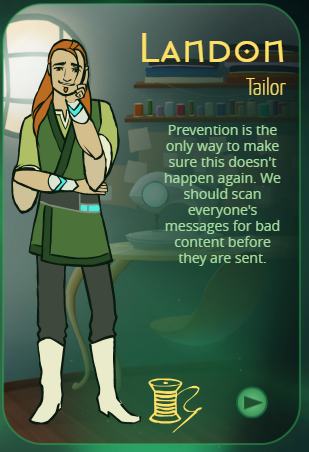 Landon
Tailor
Prevention is the
only way to make
sure this doesn't
happen again. We
should scan
everyone's
messages for bad
content before
they are sent.